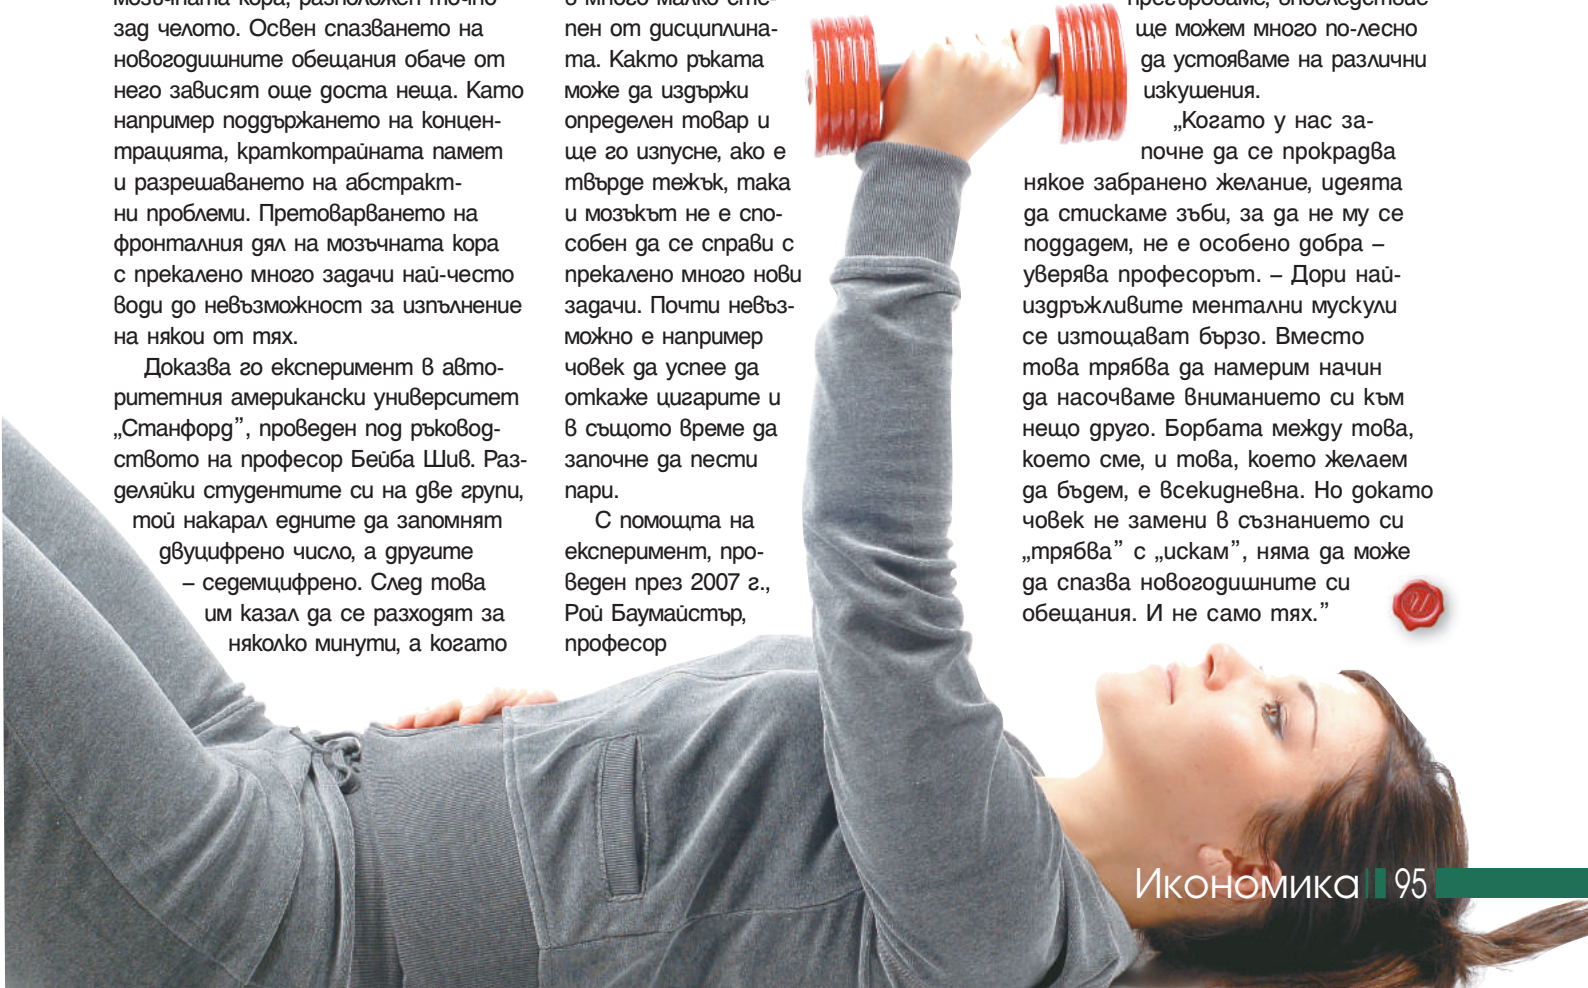 мозъчната кора, разположен точно
зад челото. Освен спазването на
новогодишните обещания обаче от
него зависят още доста неща. Като
например поддържането на концен-
трацията, краткотрайната памет
и разрешаването на абстракт-
ни проблеми. Претоварването на
фронталния дял на мозъчната кора
с прекалено много задачи най-често
води до невъзможност за изпълнение
на някои от тях.
Доказва го експеримент в авто-
ритетния американски университет
„Станфорд”, проведен под ръковод-
ството на професор Бейба Шив. Раз-
деляйки студентите си на две групи,
той накарал едните да запомнят
двуцифрено число, а другите
– седемцифрено. След това
им казал да се разходят за
няколко минути, а когато
в много малко сте-
пен от дисциплина-
та. Както ръката
може да издържи
определен товар и
ще го изпусне, ако е
твърде тежък, така
и мозъкът не е спо-
собен да се справи с
прекалено много нови
задачи. Почти невъз-
можно е например
човек да успее да
откаже цигарите и
в същото време да
започне да пести
пари.
С помощта на
експеримент, про-
веден през 2007 г.,
Рой Баумайстър,
професор
впоследствие
ще можем много по-лесно
да устояваме на различни
изкушения.
„Когато у нас за-
почне да се прокрадва
някое забранено желание, идеята
да стискаме зъби, за да не му се
поддадем, не е особено добра –
уверява професорът. – Дори най-
издръжливите ментални мускули
се изтощават бързо. Вместо
това трябва да намерим начин
да насочваме вниманието си към
нещо друго. Борбата между това,
което сме, и това, което желаем
да бъдем, е всекидневна. Но докато
човек не замени в съзнанието си
„трябва” с „искам”, няма да може
да спазва новогодишните си
обещания. И не само тях.”
И
Икономика 95